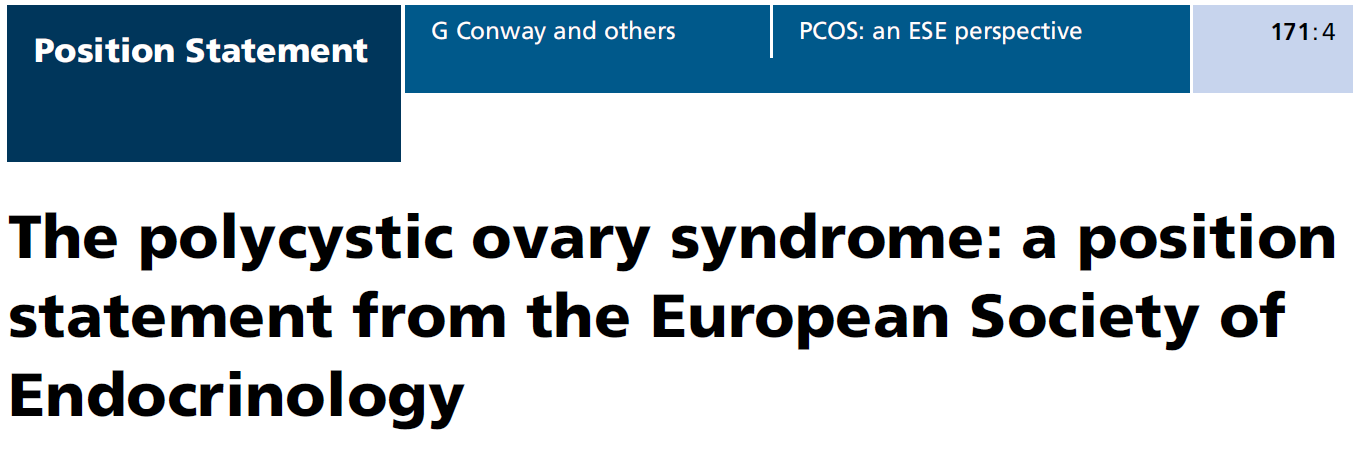 Position Statement
G Conway and others
PCOS: an ESE perspective
171:4
The polycystic ovary syndrome: a position
statement from the European Society of
Endocrinology